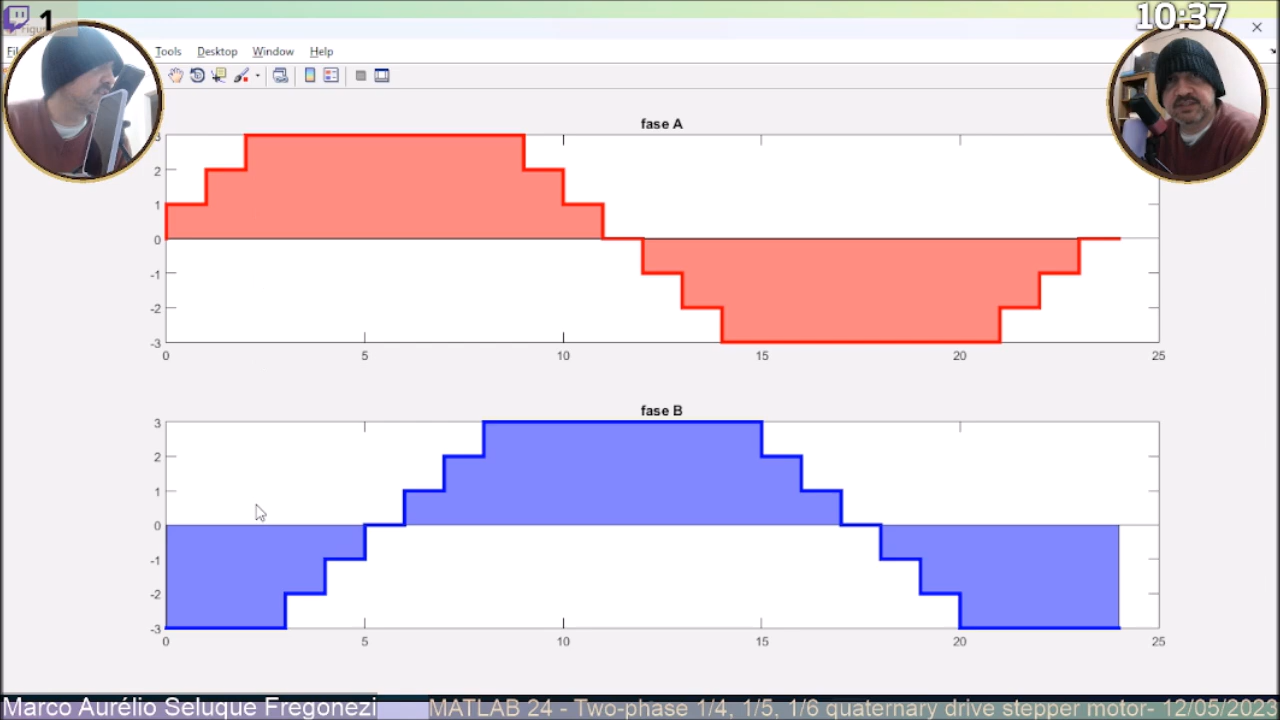 1
10:37
Figu
Fil
Tools
Desktop
Window
Help
fase A
3
2
1
0
-1
-2
-3
0
5
10
15
20
25
fase B
3
2
1
0
-1
-2
-3
0
5
10
15
20
25
Marco Aurélio Seluque Fregonezi
MATLAB 24 - Two-phase 1/4, 1/5, 1/6 quaternary drive stepper motor- 12/05/2023